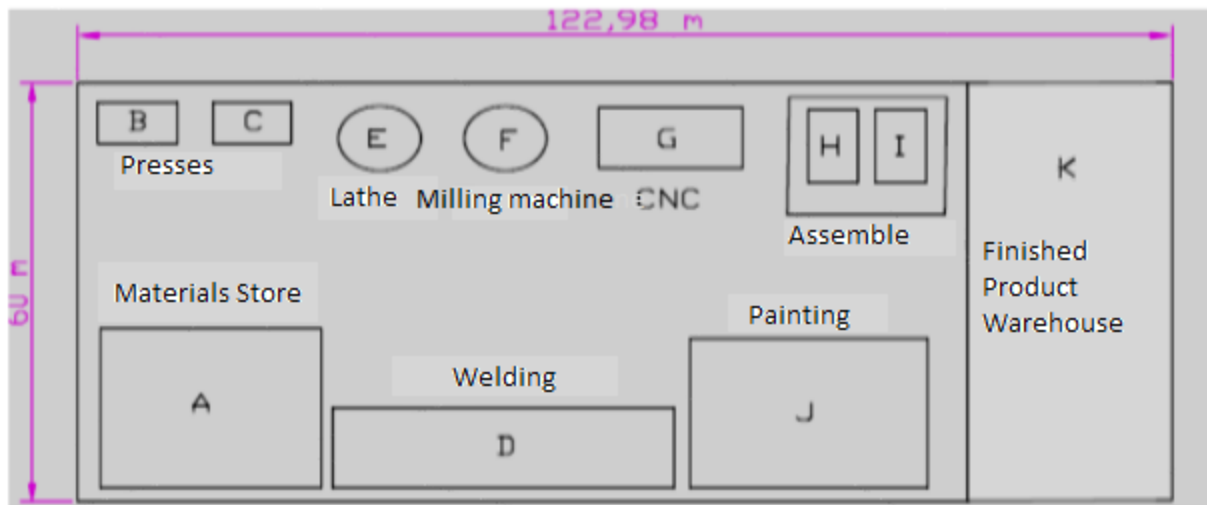 122,98 m
B
C
E
F
G
H
I
K
Presses
Lathe
Milling machine
CNC
Assemble
Finished
Product
Warehouse
60 m
Materials Store
Painting
Welding
A
D
J